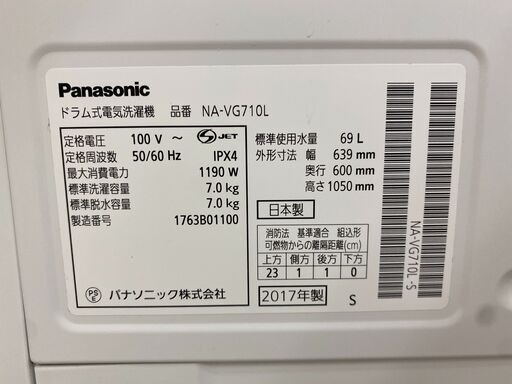 Panasonic
ドラム式電気洗濯機 品番 NA-VG710L
定格電圧 100 V ～
定格周波数 50/60 Hz
最大消費電力 1190 W
標準洗濯容量 7.0 kg
標準脱水容量 7.0 kg
製造番号 1763B01100
S JET
IPX4
PS E パナソニック株式会社
標準使用水量 69 L
外形寸法 幅 639 mm
奥行 600 mm
高さ 1050 mm
日本製
消防法 基準適合 組込形
可燃物からの離隔距離(cm)
上方 側方 後方 下方
23 1 1 0
2017年製 S
NA-VG710L-S